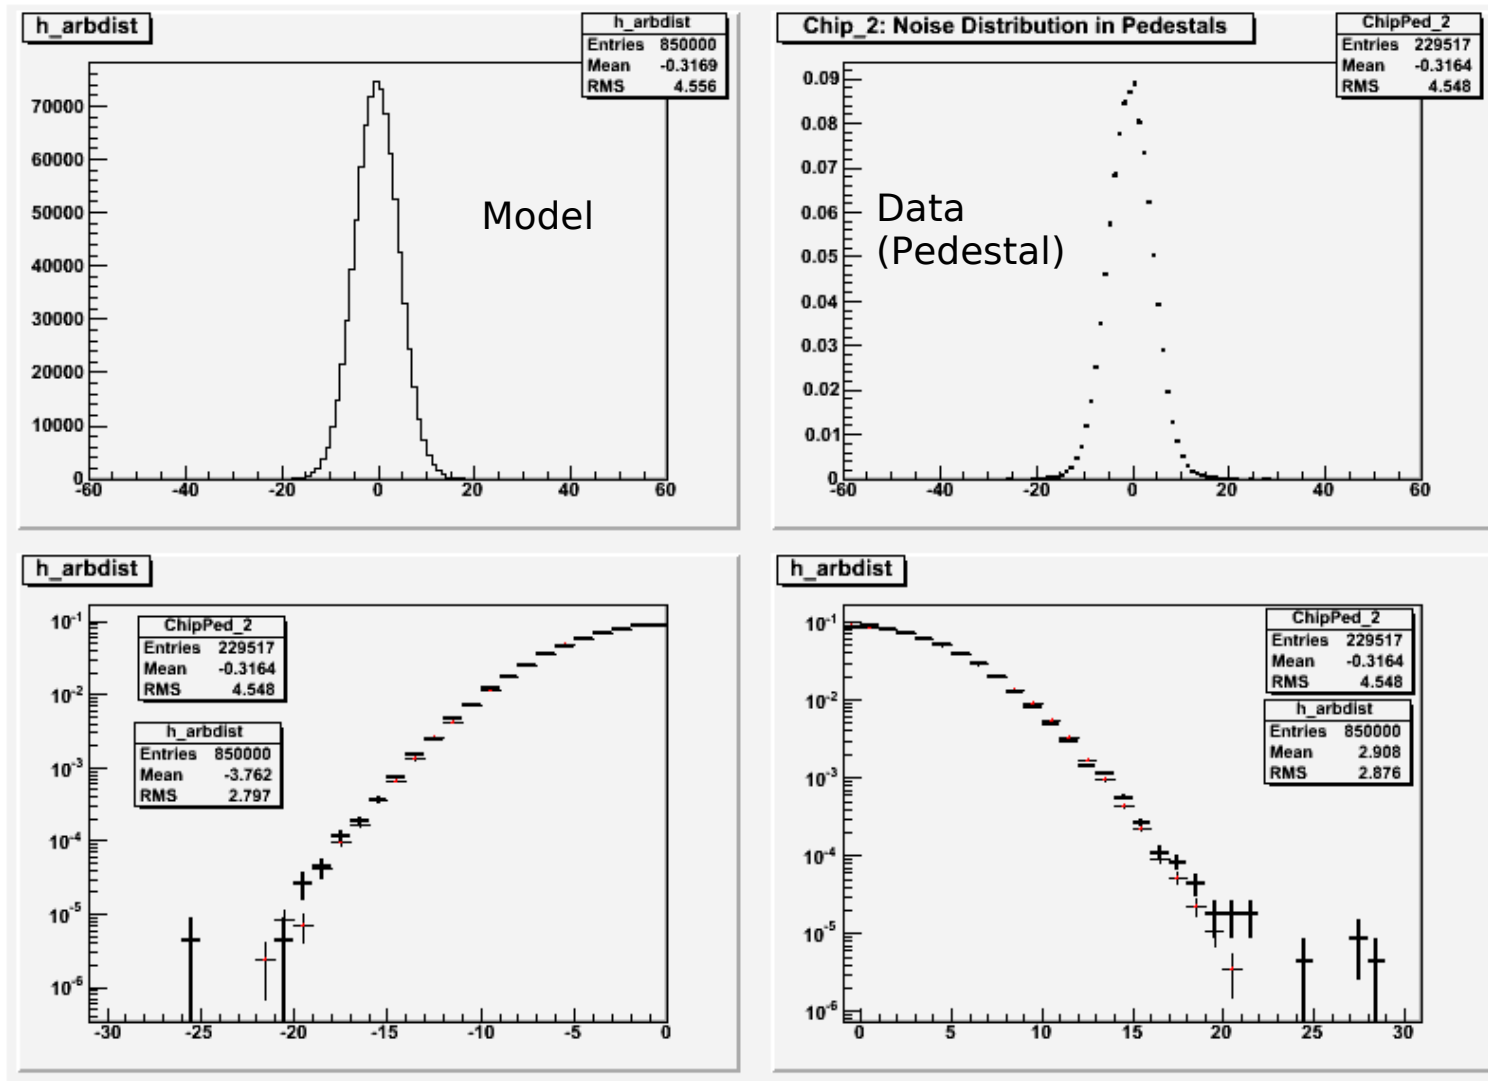 h_arbdist
h_arbdist
Entries 850000
Mean -0.3169
RMS 4.556
70000
60000
50000
40000
30000
20000
10000
0
-60 -40 -20 0 20 40 60
Model
Chip_2: Noise Distribution in Pedestals
ChipPed_2
Entries 229517
Mean -0.3164
RMS 4.548
0.09
0.08
0.07
0.06
0.05
0.04
0.03
0.02
0.01
0
-60 -40 -20 0 20 40 60
Data
(Pedestal)
h_arbdist
ChipPed_2
Entries 229517
Mean -0.3164
RMS 4.548
h_arbdist
Entries 850000
Mean -3.762
RMS 2.797
10-1
10-2
10-3
10-4
10-5
10-6
-30 -25 -20 -15 -10 -5 0
h_arbdist
ChipPed_2
Entries 229517
Mean -0.3164
RMS 4.548
h_arbdist
Entries 850000
Mean 2.908
RMS 2.876
10-1
10-2
10-3
10-4
10-5
10-6
0 5 10 15 20 25 30